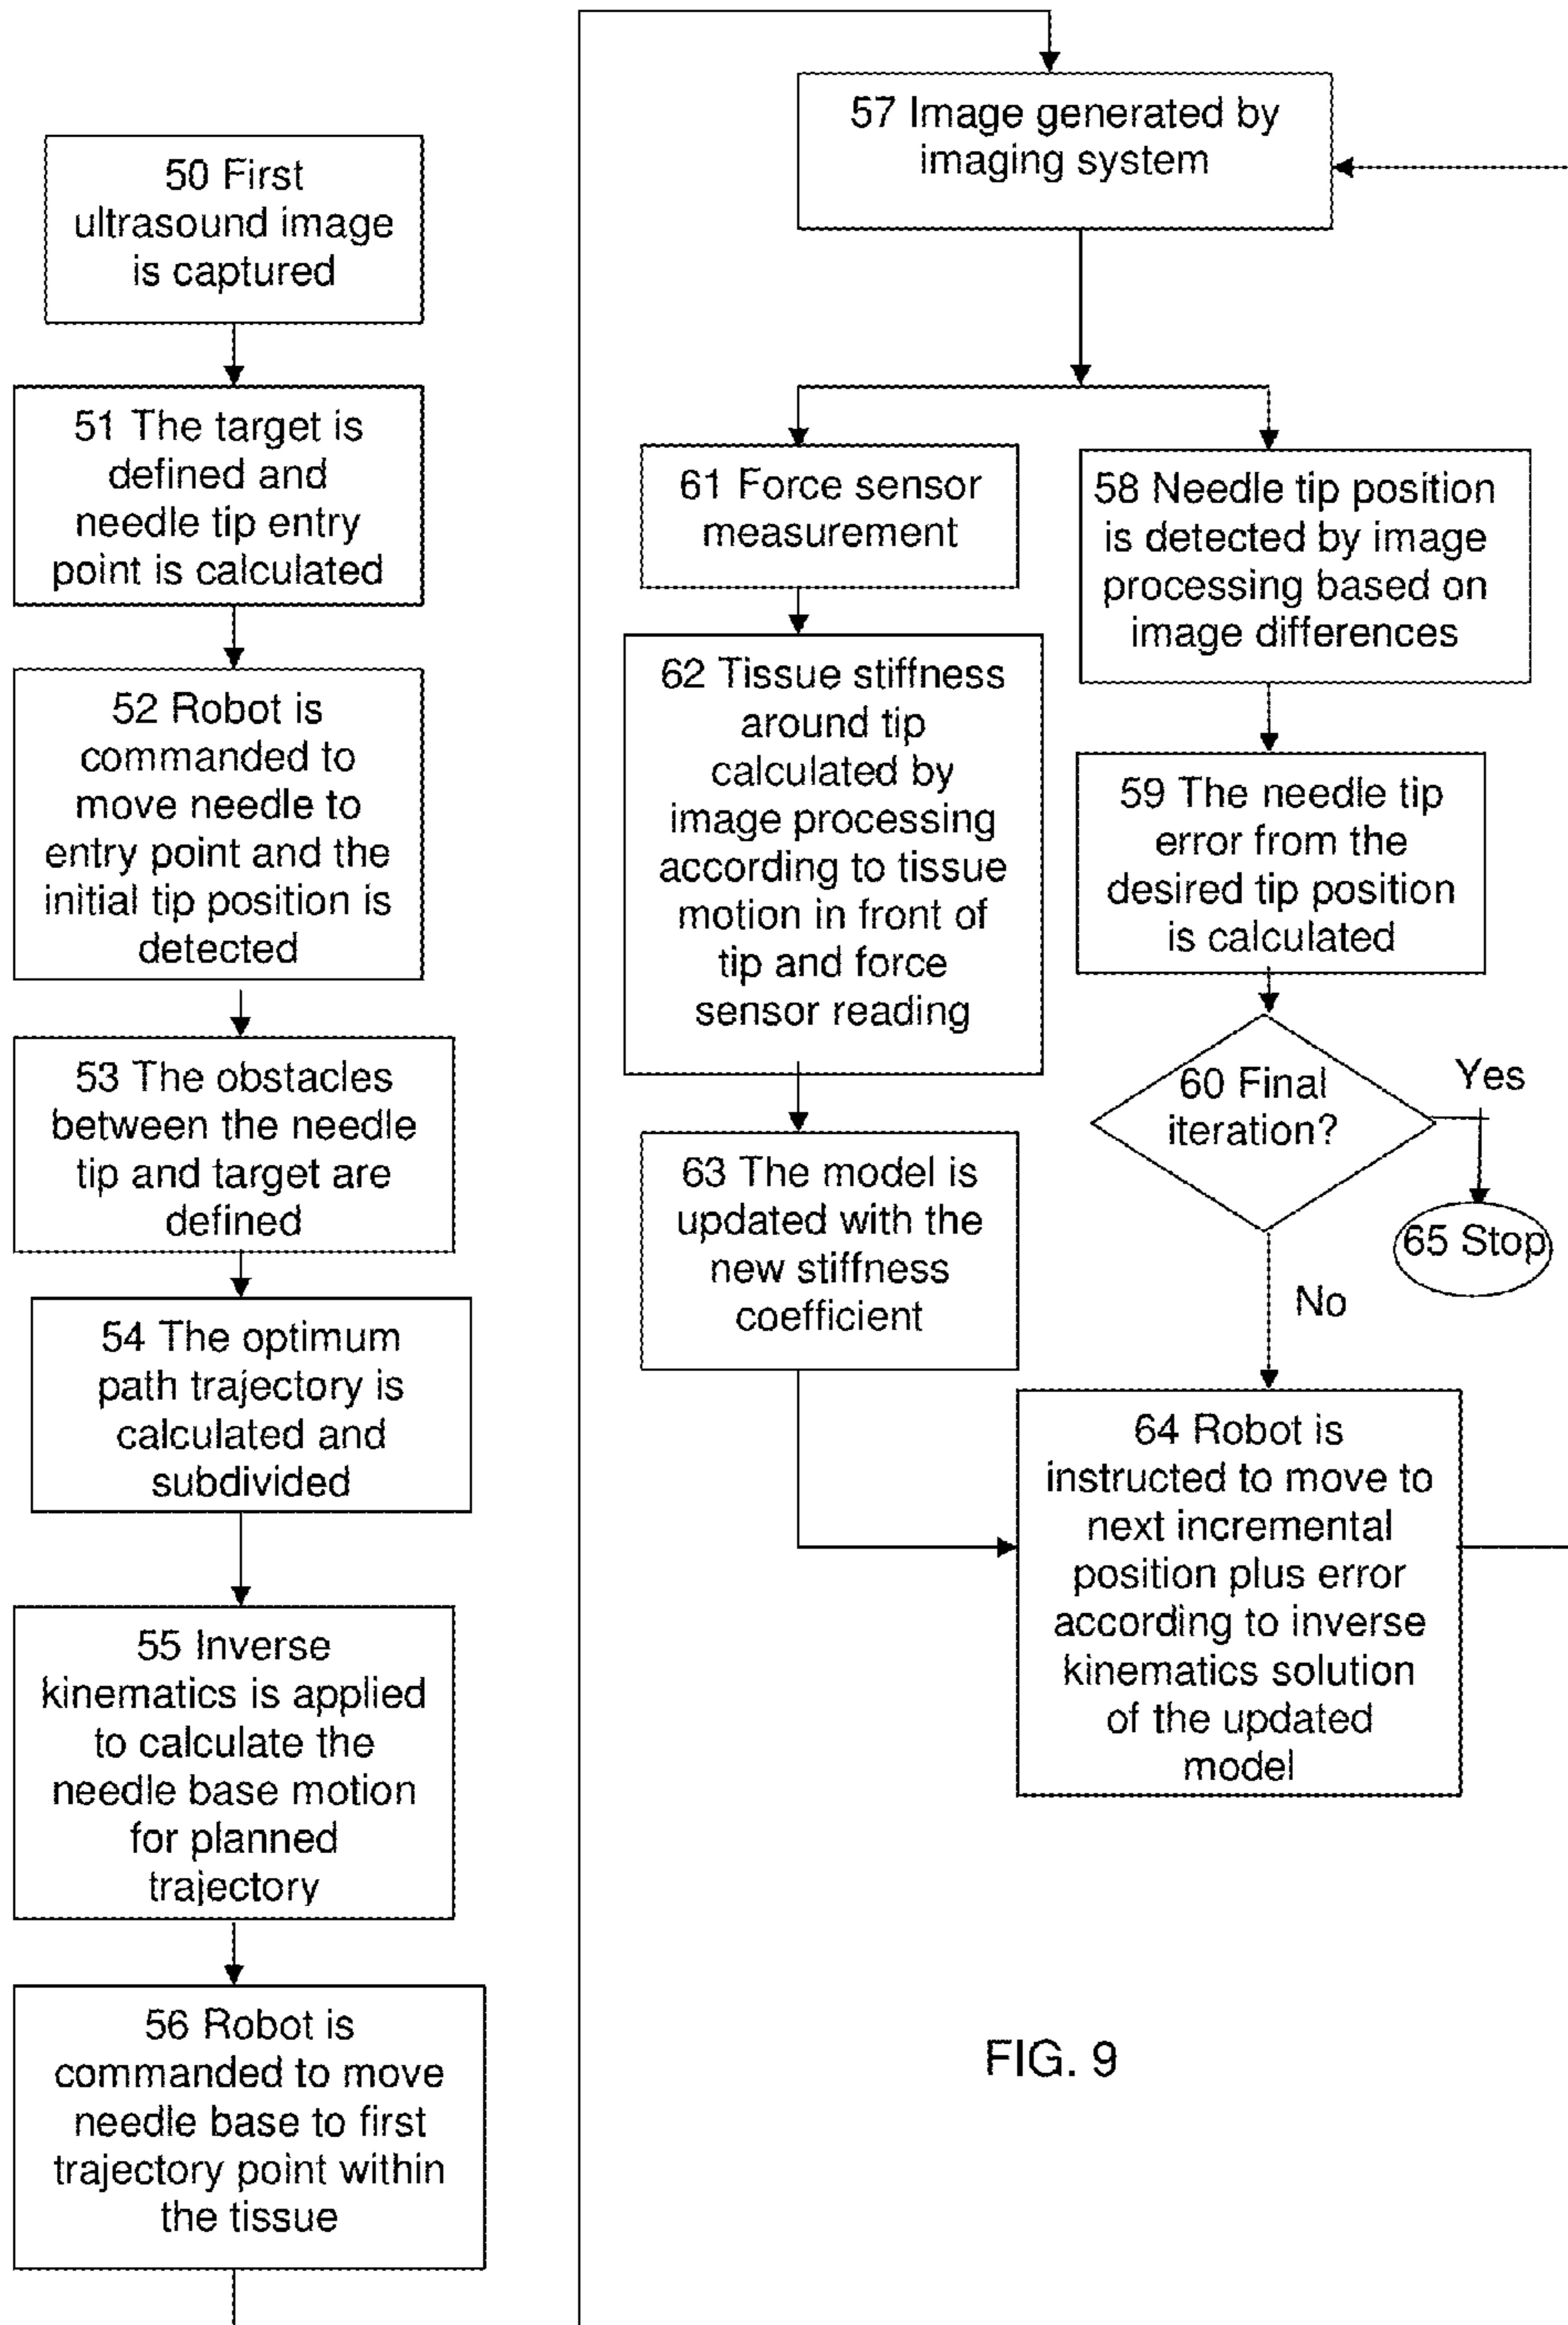 50 First
ultrasound image
is captured
51 The target is
defined and
needle tip entry
point is calculated
52 Robot is
commanded to
move needle to
entry point and the
initial tip position is
detected
53 The obstacles
between the needle
tip and target are
defined
54 The optimum
path trajectory is
calculated and
subdivided
55 Inverse
kinematics is applied
to calculate the
needle base motion
for planned
trajectory
56 Robot is
commanded to move
needle base to first
trajectory point within
the tissue
57 Image generated by
imaging system
61 Force sensor
measurement
62 Tissue stiffness
around tip
calculated by
image processing
according to tissue
motion in front of
tip and force
sensor reading
63 The model is
updated with the
new stiffness
coefficient
58 Needle tip position
is detected by image
processing based on
image differences
59 The needle tip
error from the
desired tip position
is calculated
60 Final
iteration?
Yes
65 Stop
No
64 Robot is
instructed to move to
next incremental
position plus error
according to inverse
kinematics solution
of the updated
model
FIG. 9